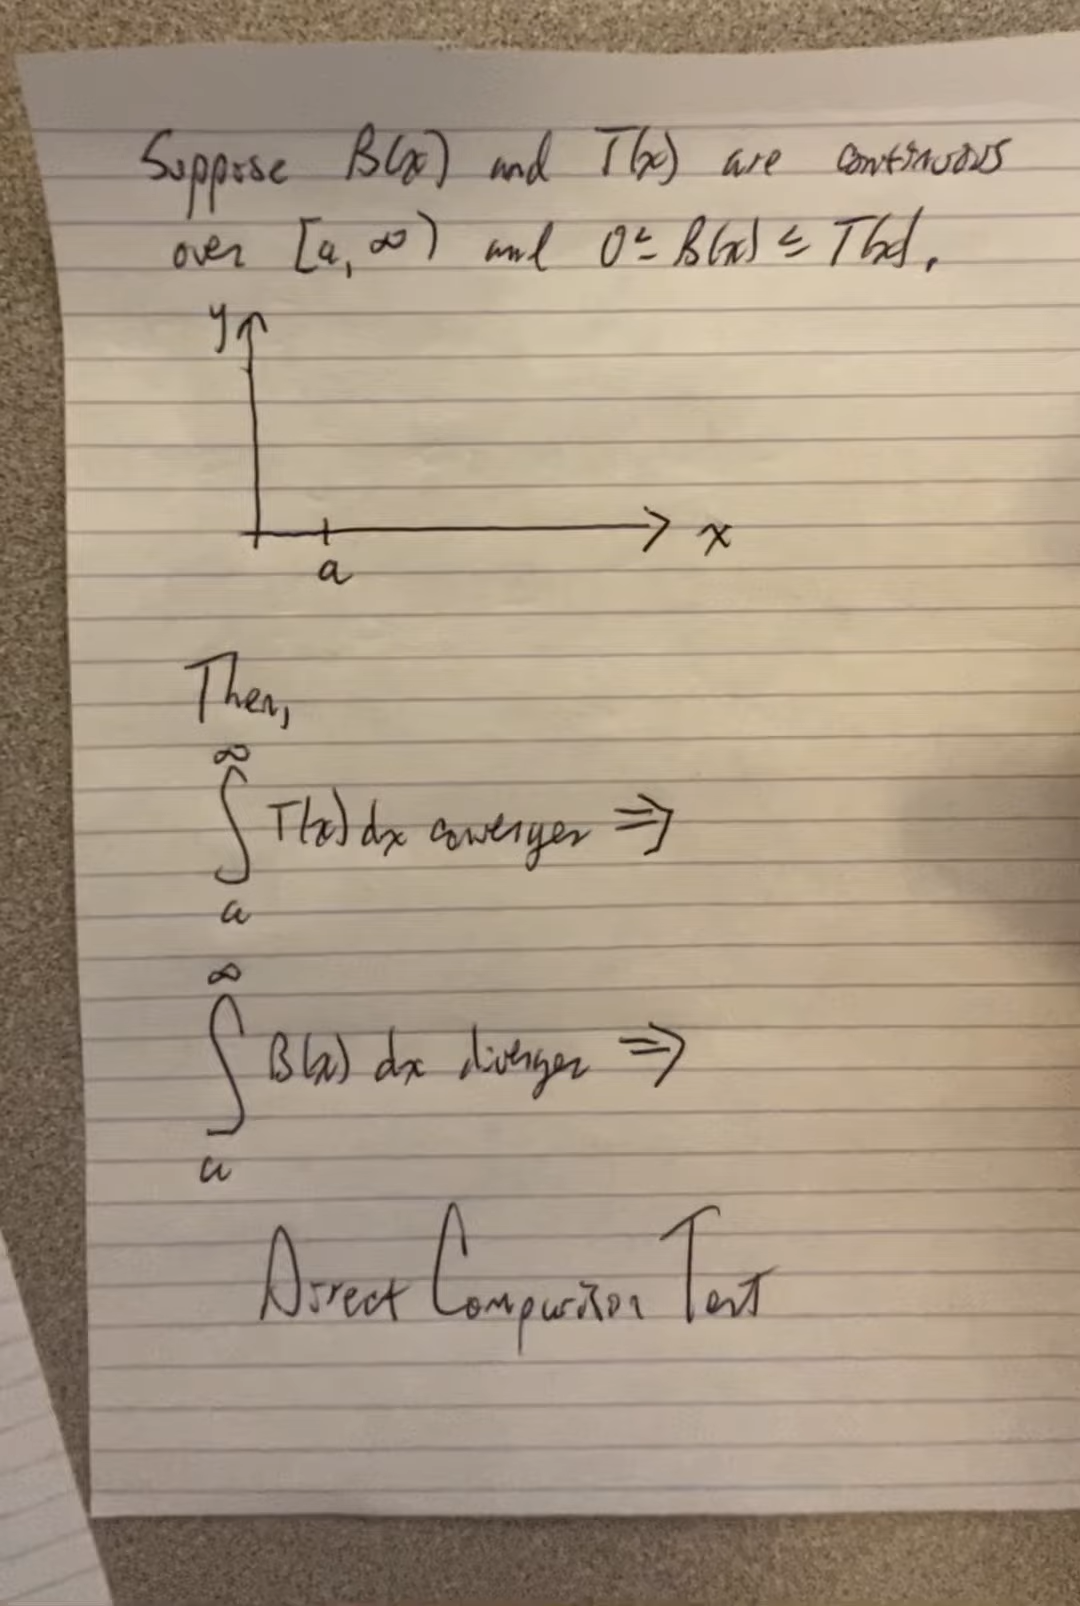 Suppose B(x) and T(x) are continuous
over [a, ∞) and 0 ≤ B(x) ≤ T(x).
y
x
a
Then,
∞
∫ T(x) dx converges ⇒
a
∞
∫ B(x) dx diverges ⇒
a
Direct Comparison Test